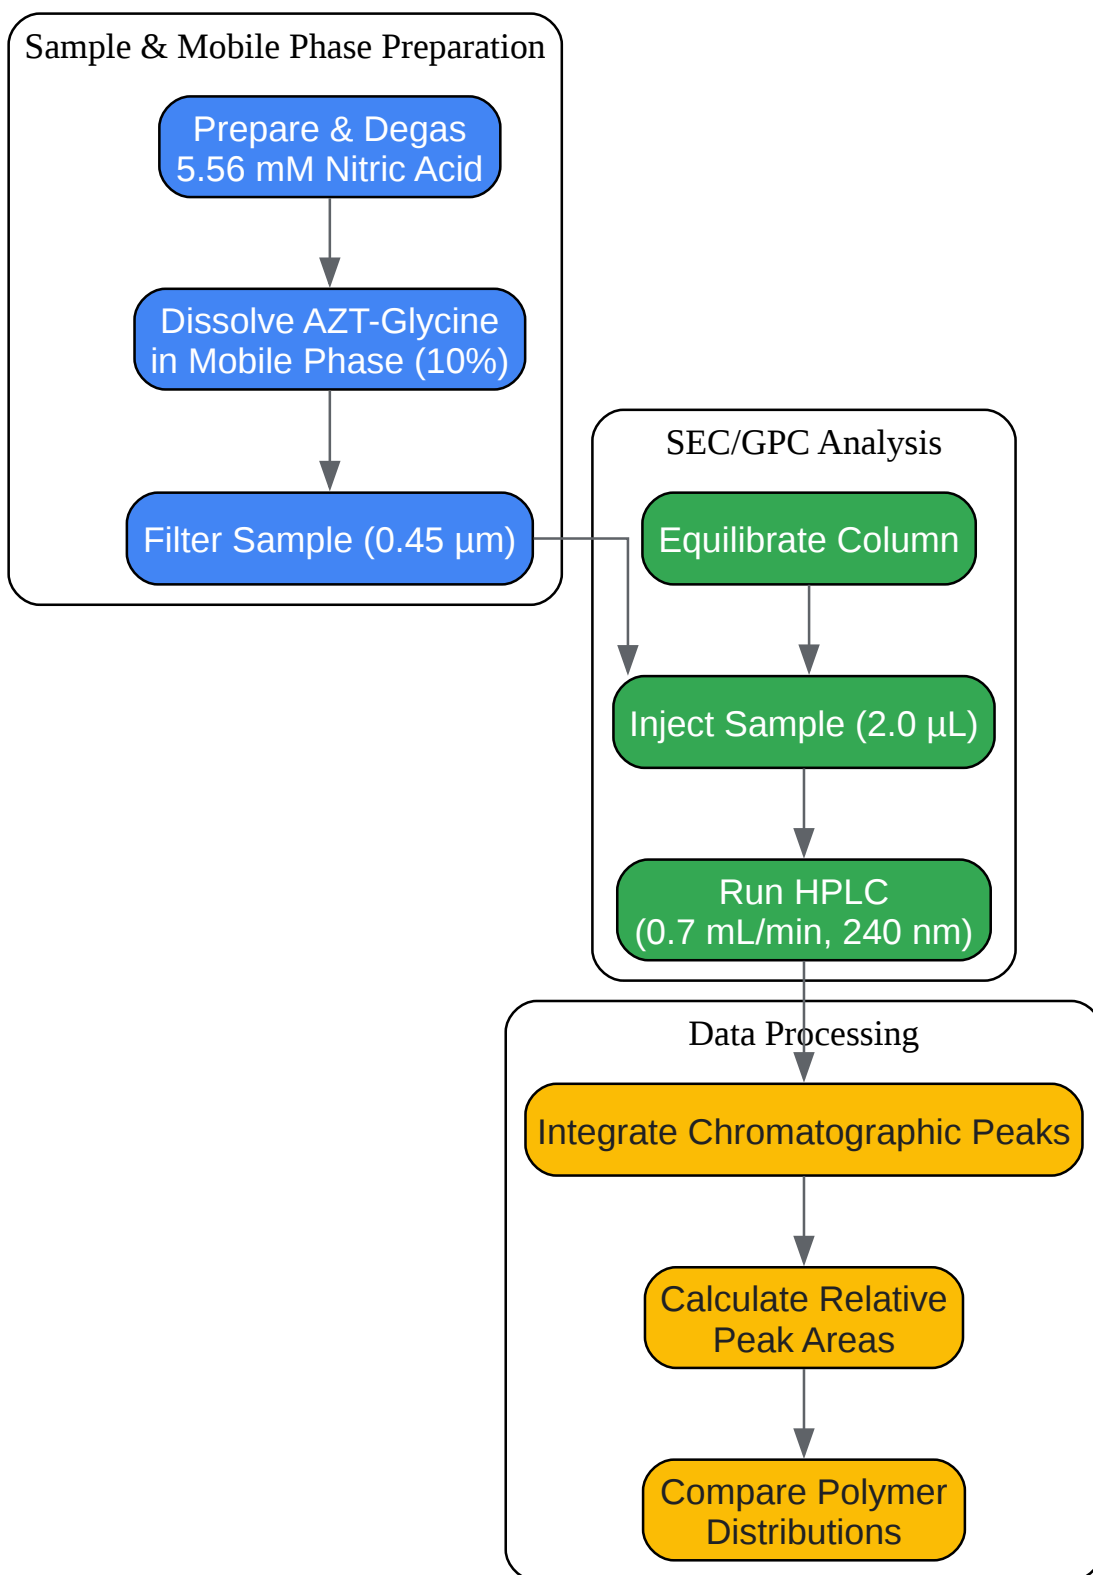 Sample & Mobile Phase Preparation
Prepare & Degas
5.56 mM Nitric Acid
Dissolve AZT-Glycine
in Mobile Phase (10%)
Filter Sample (0.45 µm)
SEC/GPC Analysis
Equilibrate Column
Inject Sample (2.0 µL)
Run HPLC
(0.7 mL/min, 240 nm)
Data Processing
Integrate Chromatographic Peaks
Calculate Relative
Peak Areas
Compare Polymer
Distributions